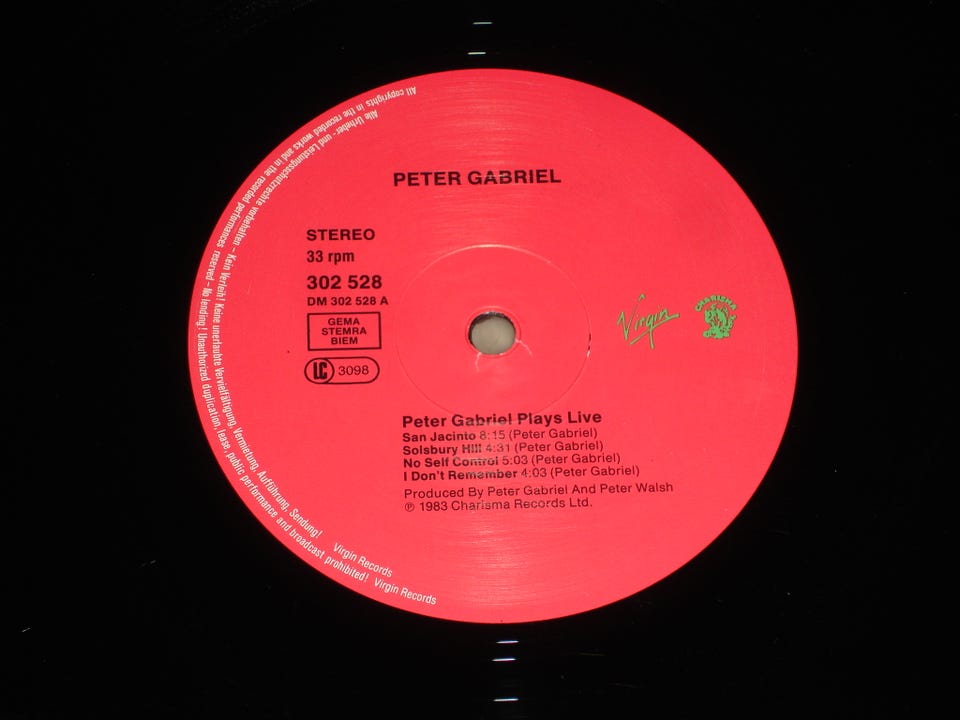 PETER GABRIEL
STEREO
33 rpm
302 528
DM 302 528 A
GEMA
STEMRA
BIEM
LC 3098
Virgin
CHARISMA
Peter Gabriel Plays Live
San Jacinto 8:15 (Peter Gabriel)
Solsbury Hill 4:31 (Peter Gabriel)
No Self Control 5:03 (Peter Gabriel)
I Don't Remember 4:03 (Peter Gabriel)
Produced By Peter Gabriel And Peter Walsh
℗ 1983 Charisma Records Ltd.
Alle Urheber- und Leistungsschutzrechte vorbehalten – Kein Verleih! Keine unerlaubte Vervielfältigung, Vermietung, Aufführung, Sendung! Virgin Records
All copyrights in the recorded works and in the recorded performances reserved – No lending! Unauthorized duplication, lease, public performance and broadcast prohibited! Virgin Records